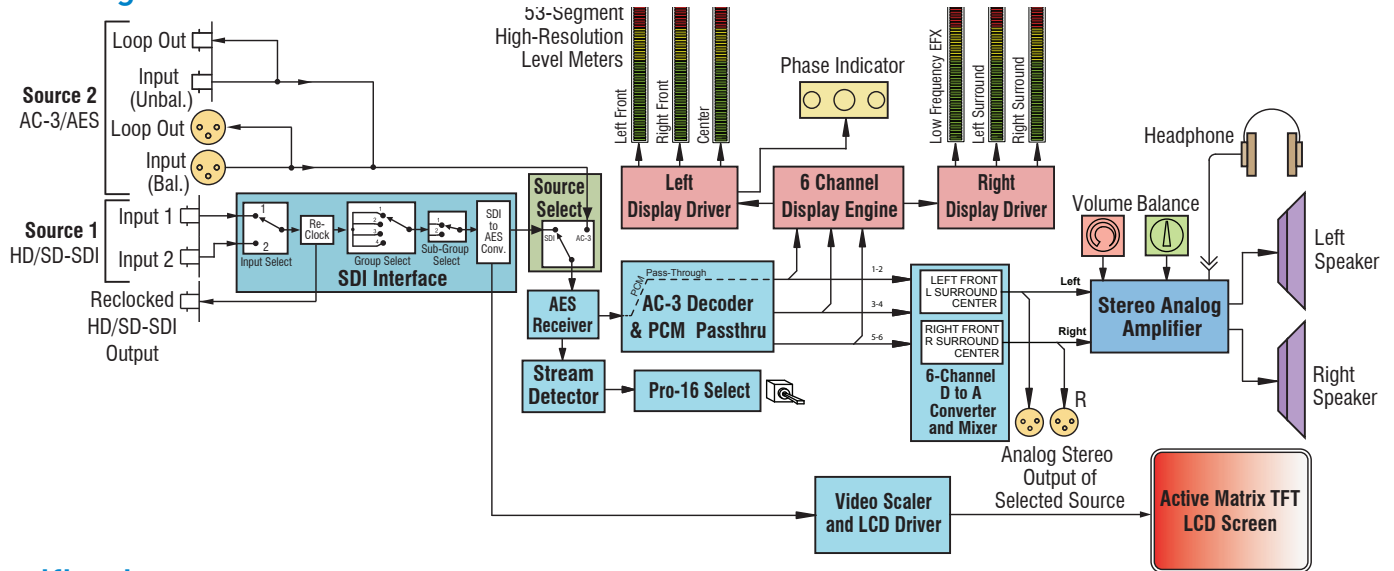 53-Segment
High-Resolution
Level Meters
Left Front
Right Front
Center
Phase Indicator
Low Frequency EFX
Left Surround
Right Surround
Loop Out
Input
(Unbal.)
Source 2
AC-3/AES
Loop Out
Input
(Bal.)
Source 1
HD/SD-SDI
Input 1
Input 2
Reclocked
HD/SD-SDI
Output
1
2
Input Select
Re-
Clock
1
2
3
4
Group Select
1
2
Sub-Group
Select
SDI
to
AES
Conv.
SDI Interface
Source
Select
SDI
AC-3
Left
Display Driver
6 Channel
Display Engine
Right
Display Driver
Headphone
Volume
Balance
Left
Speaker
AES
Receiver
PCM
Pass-Through
AC-3 Decoder
& PCM Passthru
1-2
3-4
5-6
LEFT FRONT
L SURROUND
CENTER
RIGHT FRONT
R SURROUND
CENTER
6-Channel
D to A
Converter
and Mixer
Left
Right
Stereo Analog
Amplifier
Right
Speaker
Stream
Detector
Pro-16 Select
R
Analog Stereo
Output of
Selected Source
Video Scaler
and LCD Driver
Active Matrix TFT
LCD Screen